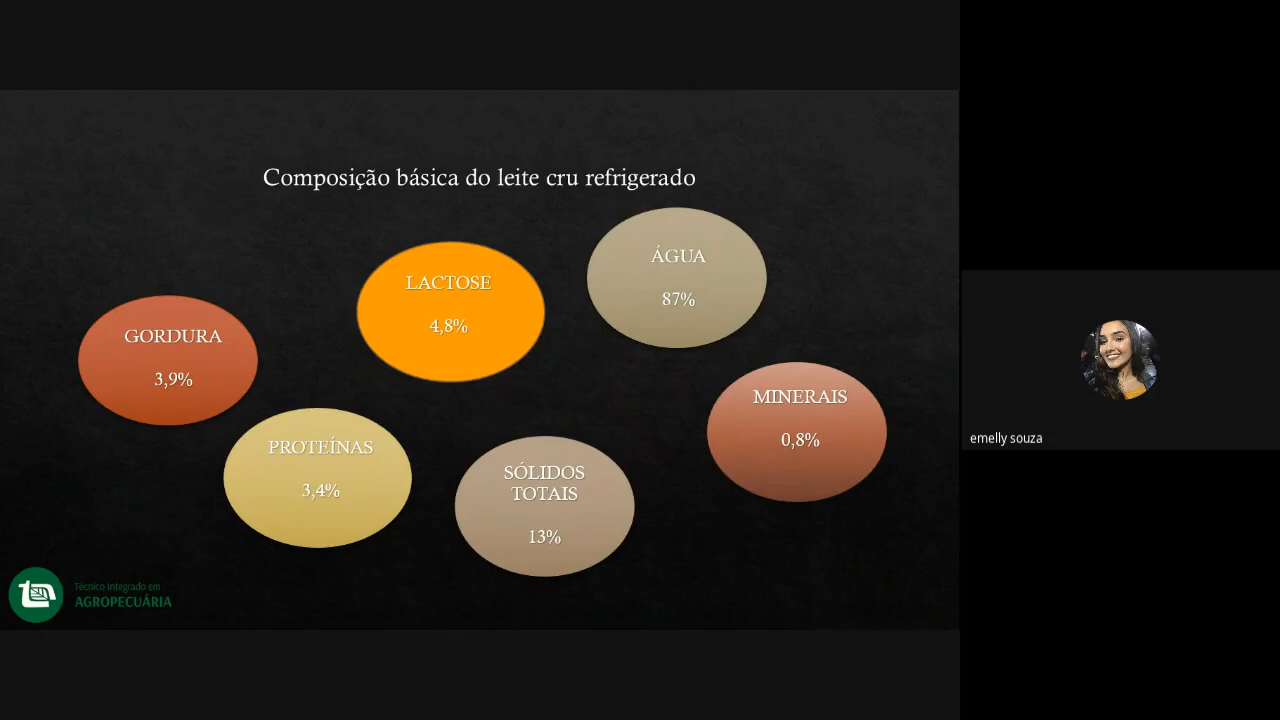 Composição básica do leite cru refrigerado
ÁGUA
87%
LACTOSE
4,8%
GORDURA
3,9%
MINERAIS
0,8%
PROTEÍNAS
3,4%
SÓLIDOS
TOTAIS
13%
Técnico Integrado em
AGROPECUÁRIA
emelly souza